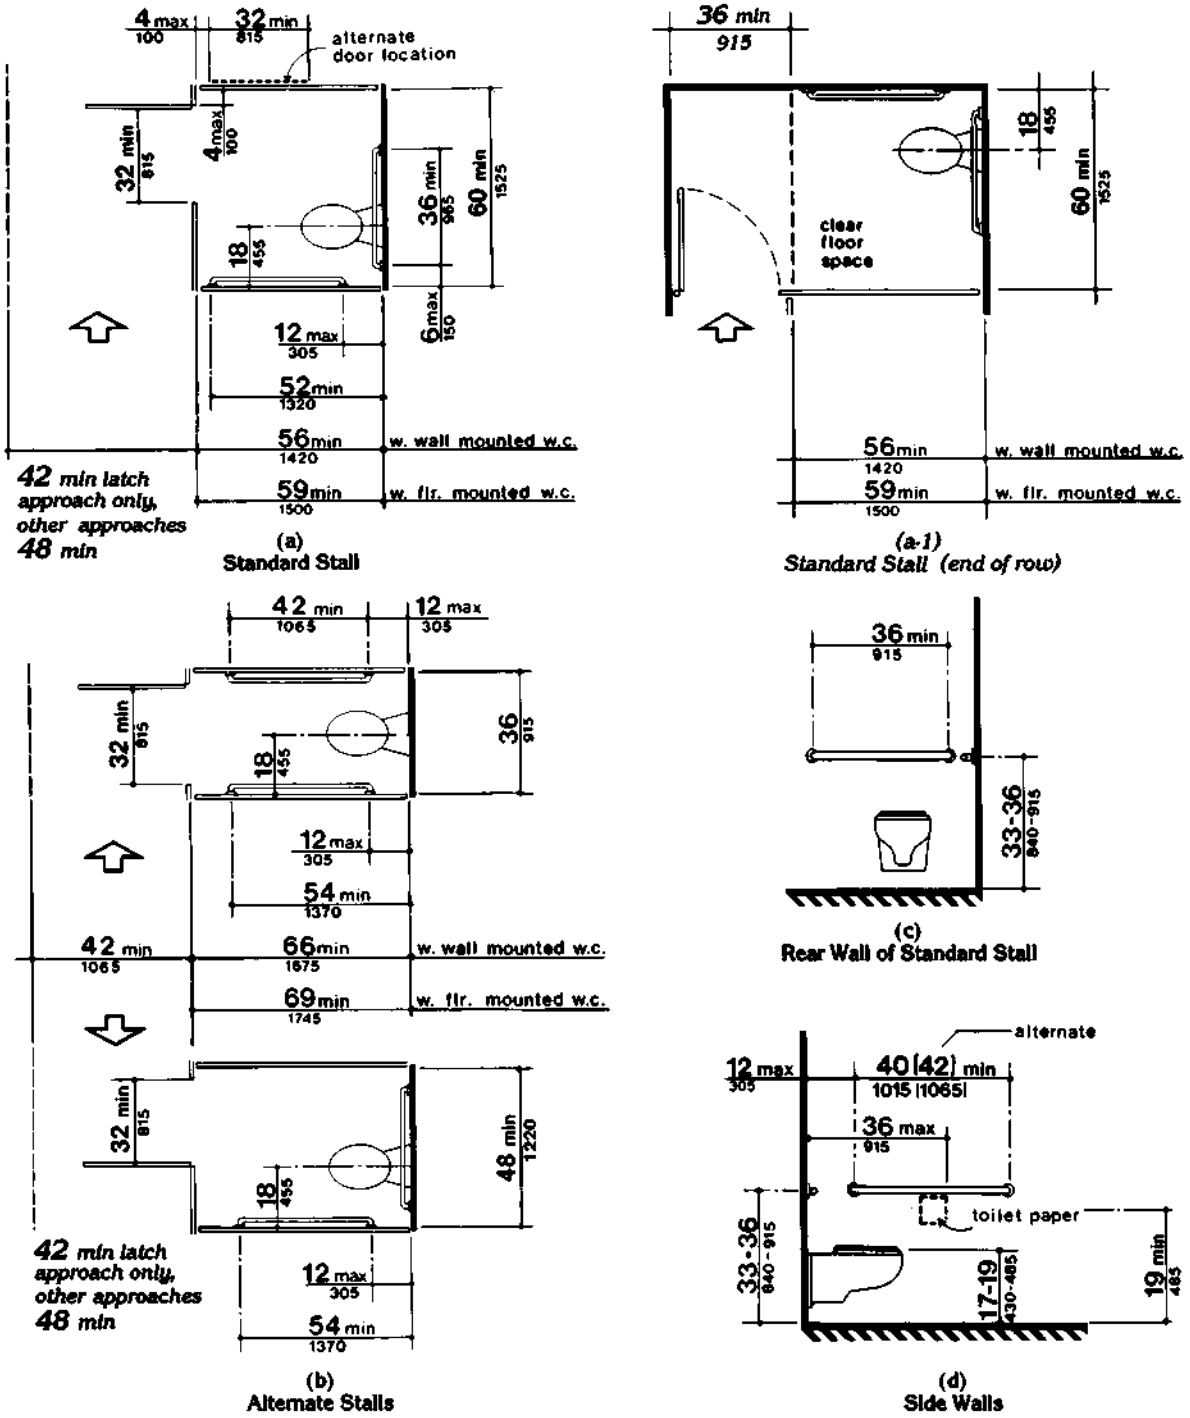 4 max
100
32 min
815
alternate
door location
4 max
100
32 min
815
36 min
965
60 min
1525
18
455
6 max
150
12 max
305
52 min
1320
56 min
1420
w. wall mounted w.c.
59 min
1500
w. flr. mounted w.c.
42 min latch
approach only,
other approaches
48 min
(a)
Standard Stall
36 min
915
18
455
60 min
1525
clear
floor
space
56 min
1420
w. wall mounted w.c.
59 min
1500
w. flr. mounted w.c.
(a-1)
Standard Stall (end of row)
42 min
1065
12 max
305
32 min
815
36
915
18
455
12 max
305
54 min
1370
42 min
1065
66 min
1675
w. wall mounted w.c.
69 min
1745
w. flr. mounted w.c.
32 min
815
48 min
1220
18
455
12 max
305
54 min
1370
42 min latch
approach only,
other approaches
48 min
(b)
Alternate Stalls
36 min
915
33-36
840-915
(c)
Rear Wall of Standard Stall
alternate
12 max
305
40 (42) min
1015 (1065)
36 max
915
toilet paper
33-36
840-915
17-19
430-485
19 min
485
(d)
Side Walls